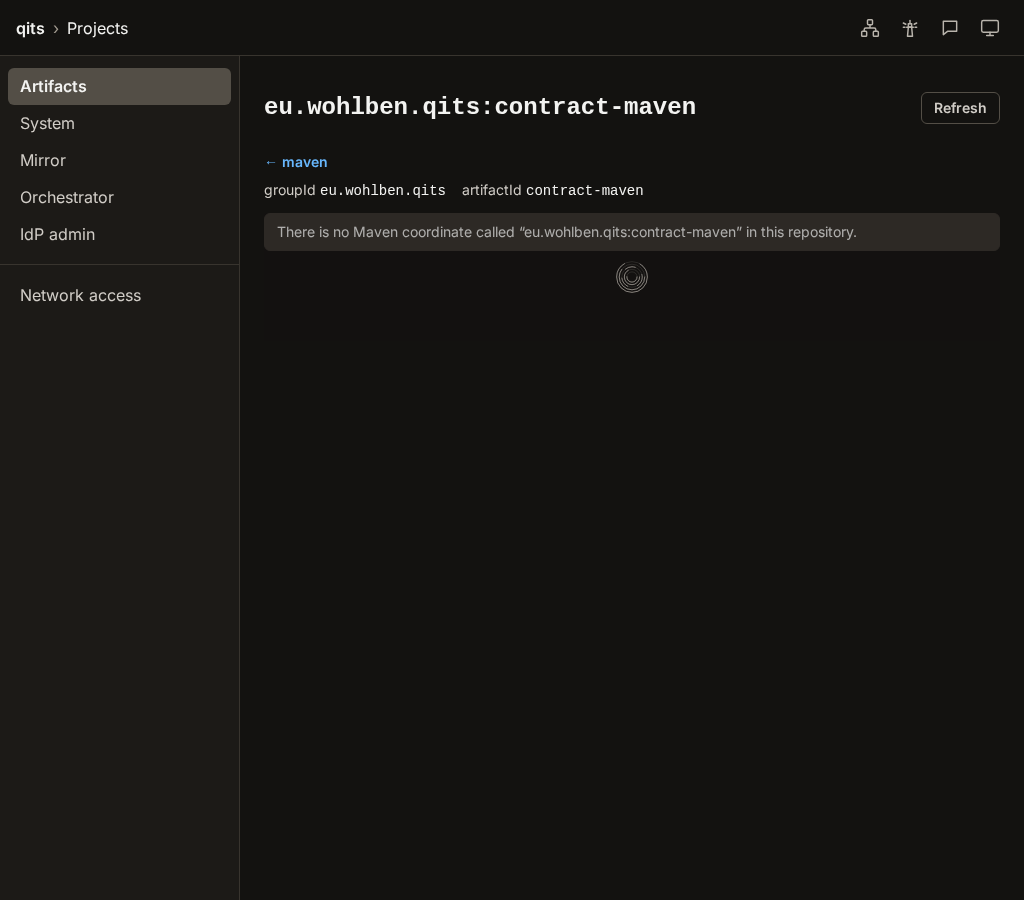 qits › Projects
Artifacts
System
Mirror
Orchestrator
IdP admin
Network access
eu.wohlben.qits:contract-maven
Refresh
← maven
groupId eu.wohlben.qits artifactId contract-maven
There is no Maven coordinate called “eu.wohlben.qits:contract-maven” in this repository.